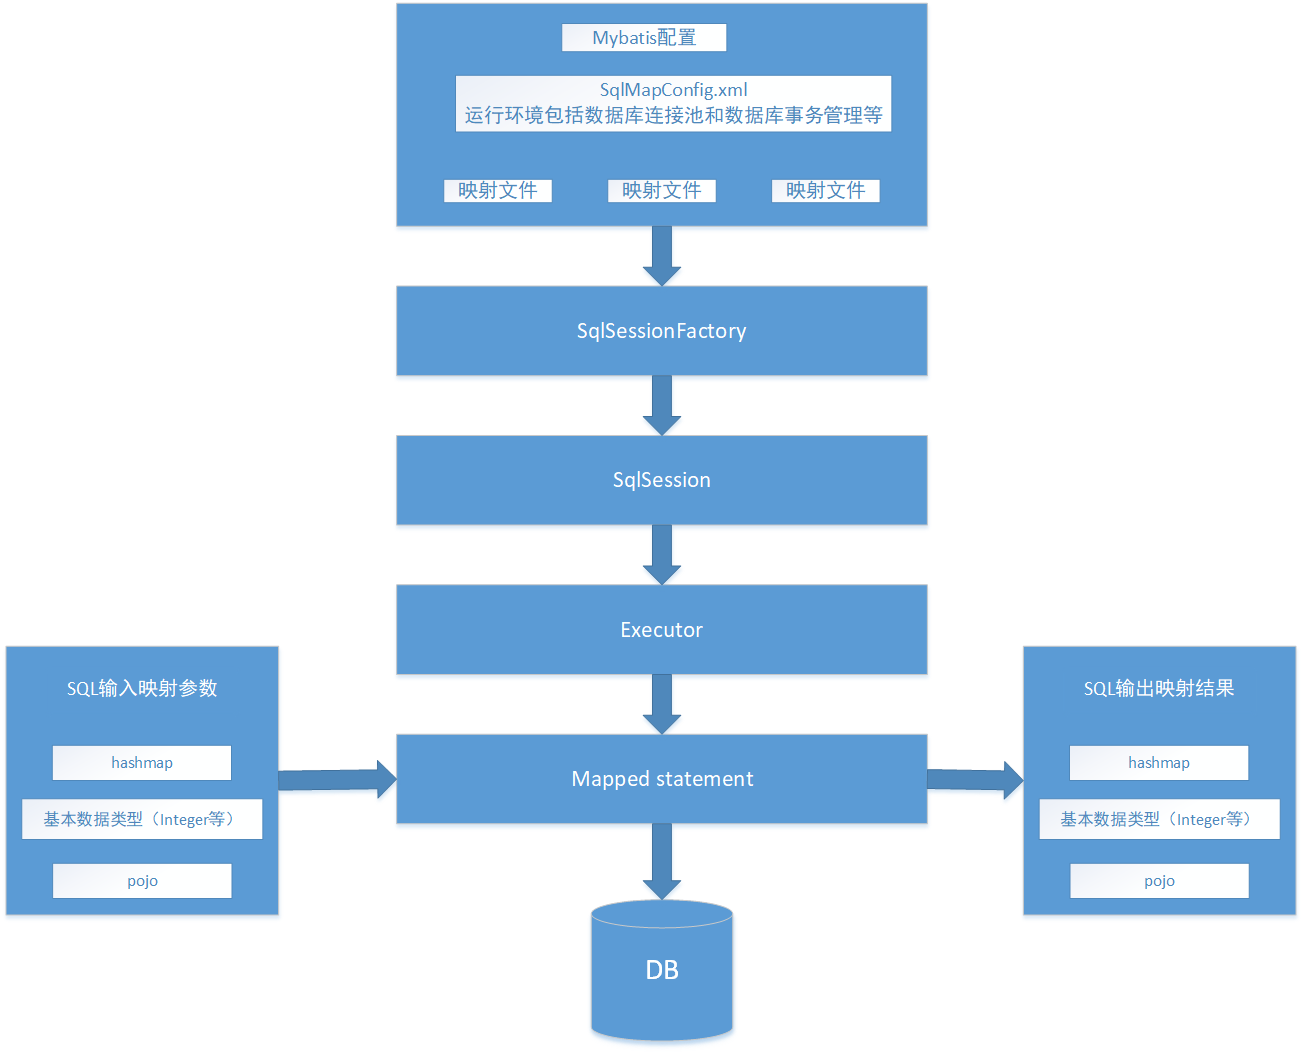 Mybatis配置
SqlMapConfig.xml
运行环境包括数据库连接池和数据库事务管理等
映射文件 映射文件 映射文件
SqlSessionFactory
SqlSession
Executor
SQL输入映射参数
hashmap
基本数据类型（Integer等）
pojo
Mapped statement
SQL输出映射结果
hashmap
基本数据类型（Integer等）
pojo
DB